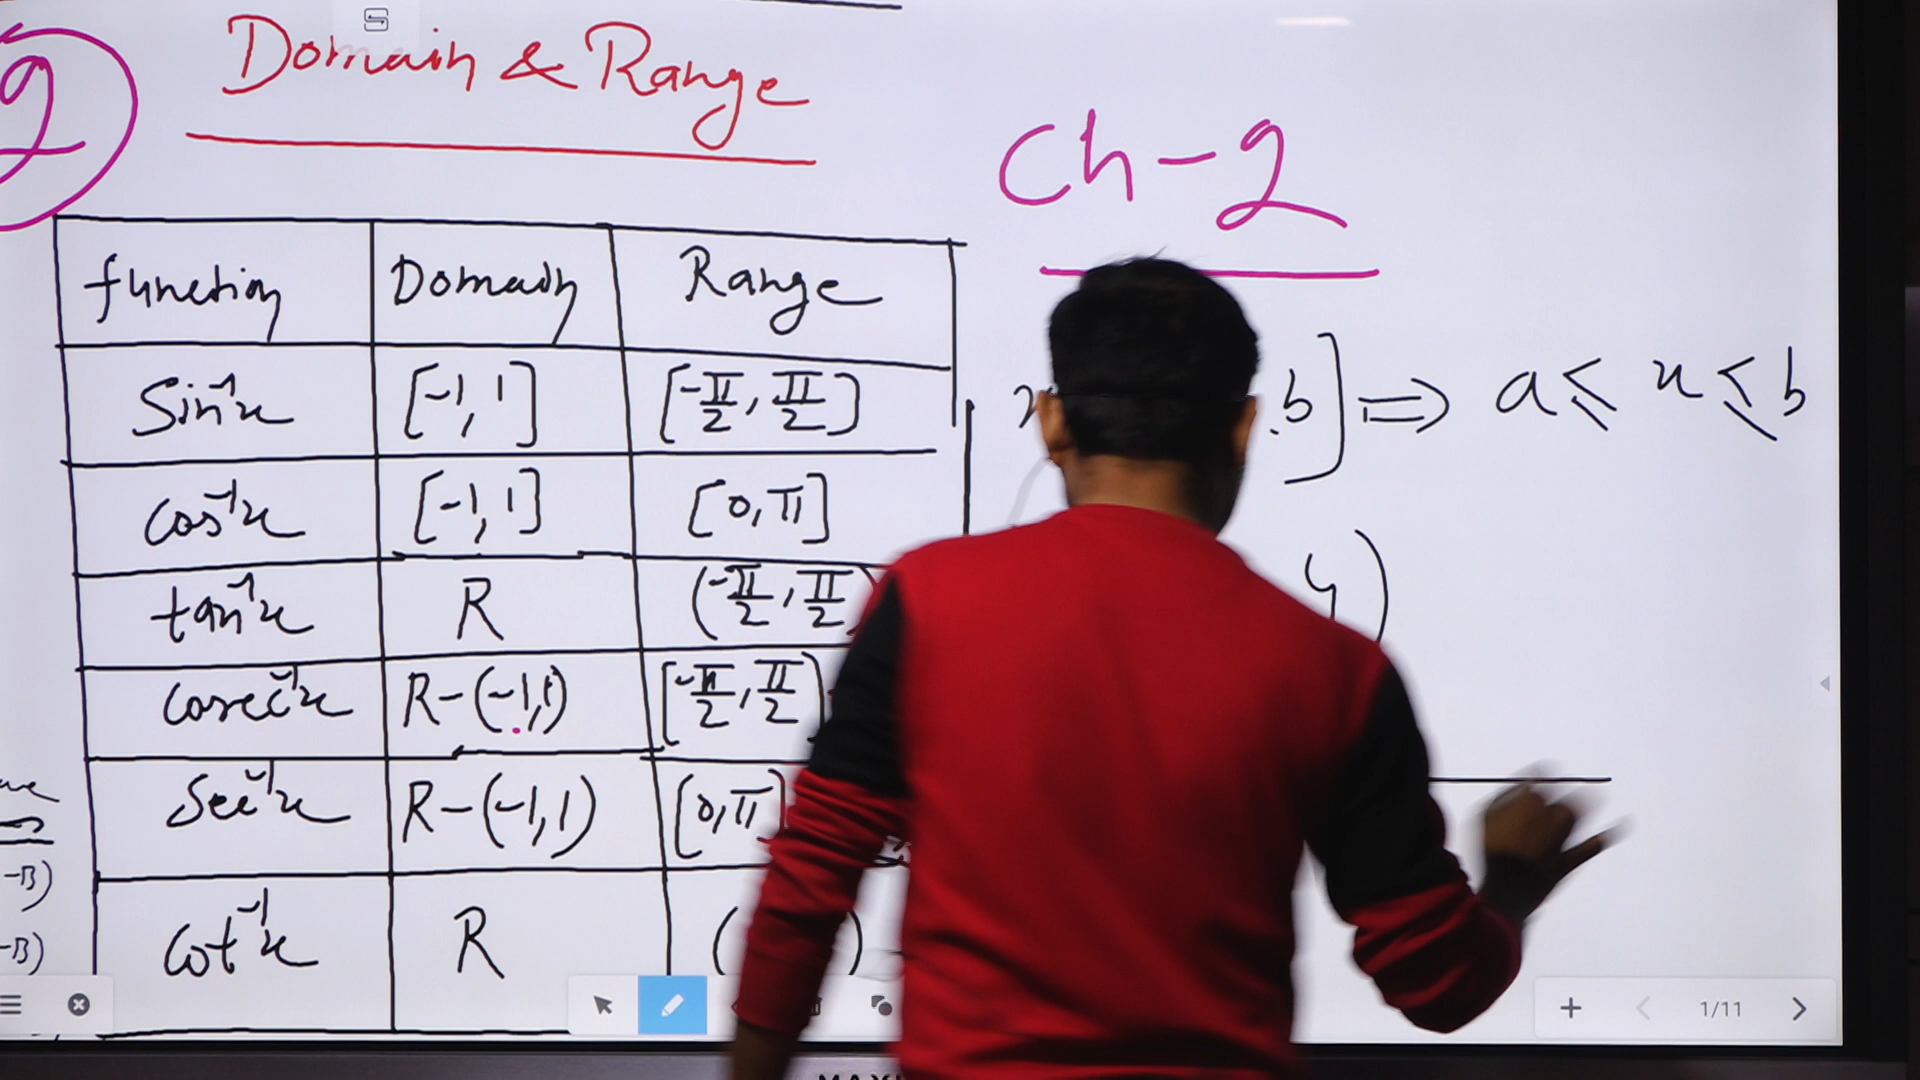 2
Domain & Range
Ch-2
function Domain Range
Sin⁻¹x [-1, 1] [-π/2, π/2]
b] ⇒ a ≤ x ≤ b
Cos⁻¹x [-1, 1] [0, π]
tan⁻¹x R (-π/2, π/2
)
Cosec⁻¹x R-(-1,1) [-π/2, π/2]
Sec⁻¹x R-(-1,1) [0,π]
-B)
Cot⁻¹x R ( )
-B)
1/11